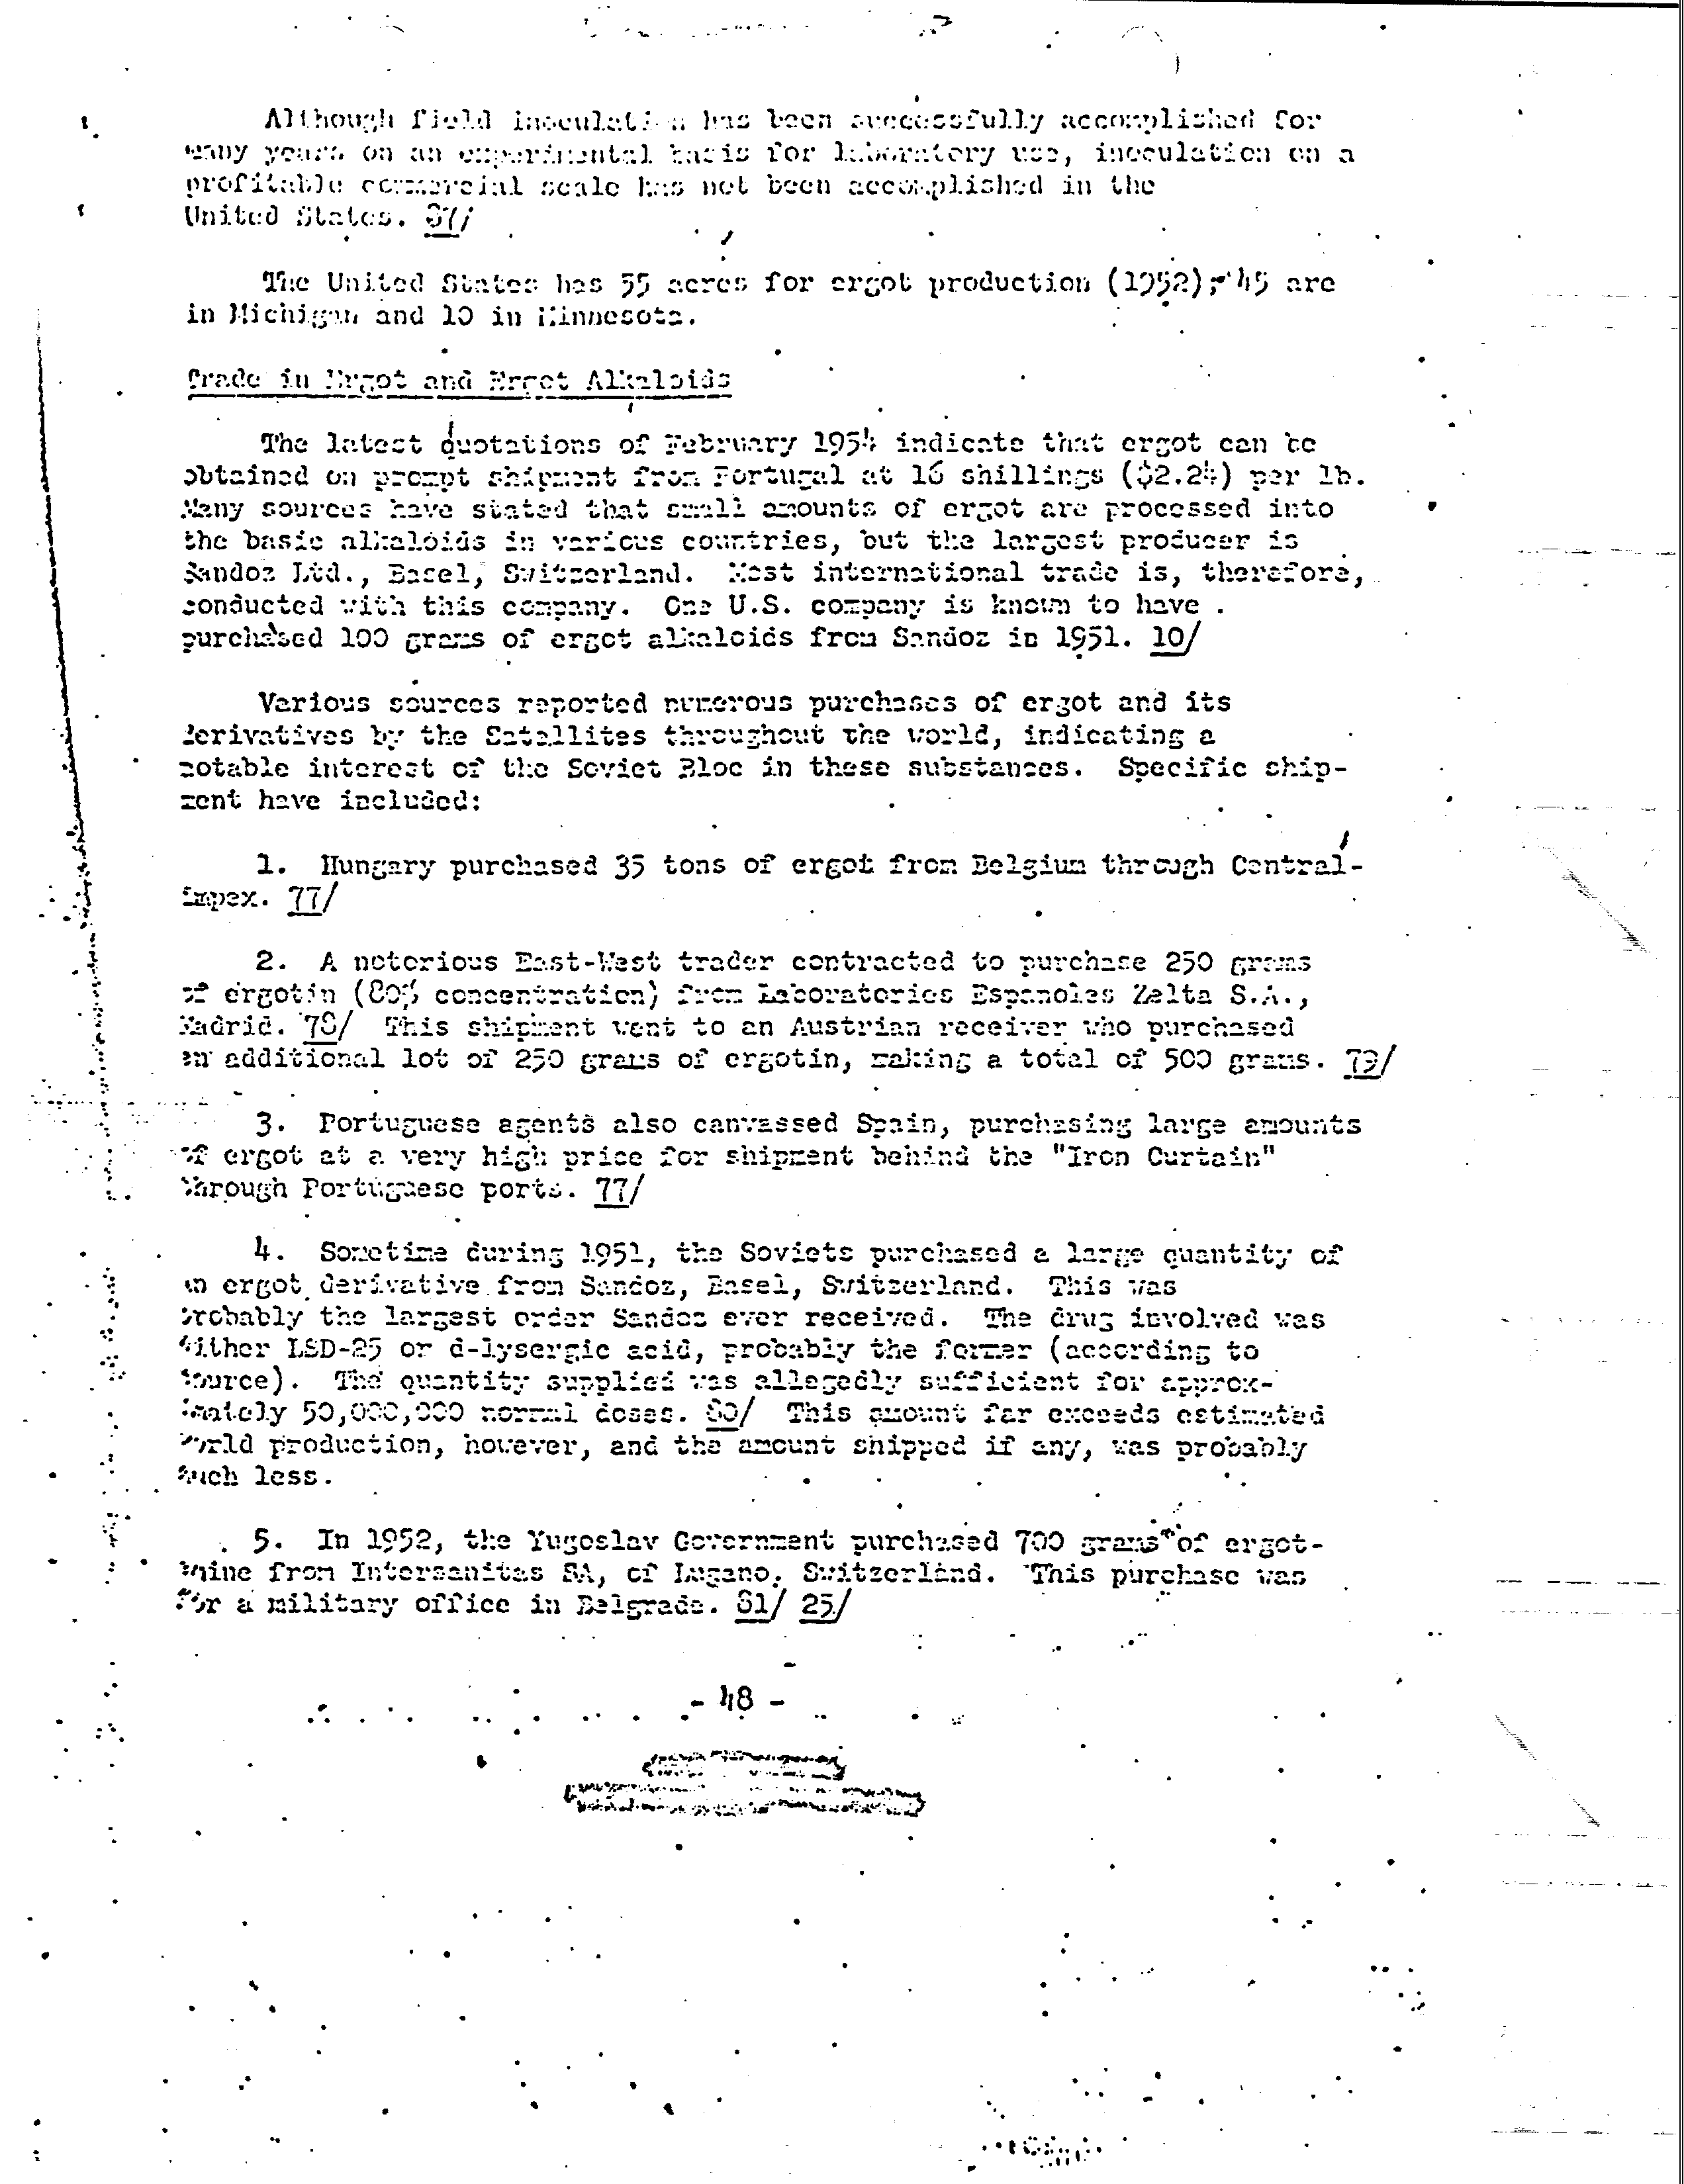 Although field inoculation has been successfully accomplished for
many years on an experimental basis for laboratory use, inoculation on a
profitable commercial scale has not been accomplished in the
United States. 87/
The United States has 55 acres for ergot production (1952); 45 are
in Michigan and 10 in Minnesota.
Trade in Ergot and Ergot Alkaloids
The latest quotations of February 1954 indicate that ergot can be
obtained on prompt shipment from Portugal at 16 shillings ($2.24) per lb.
Many sources have stated that small amounts of ergot are processed into
the basic alkaloids in various countries, but the largest producer is
Sandoz Ltd., Basel, Switzerland. Most international trade is, therefore,
conducted with this company. One U.S. company is known to have
purchased 100 grams of ergot alkaloids from Sandoz in 1951. 10/
Various sources reported numerous purchases of ergot and its
derivatives by the Satellites throughout the world, indicating a
notable interest of the Soviet Bloc in these substances. Specific ship-
ment have included:
1. Hungary purchased 35 tons of ergot from Belgium through Central-
impex. 77/
2. A notorious East-West trader contracted to purchase 250 grams
of ergotin (80% concentration) from Laboratories Espanoles Zelta S.A.,
Madrid. 78/ This shipment went to an Austrian receiver who purchased
an additional lot of 250 grams of ergotin, making a total of 500 grams. 79/
3. Portuguese agents also canvassed Spain, purchasing large amounts
of ergot at a very high price for shipment behind the "Iron Curtain"
through Portuguese ports. 77/
4. Sometime during 1951, the Soviets purchased a large quantity of
an ergot derivative from Sandoz, Basel, Switzerland. This was
probably the largest order Sandoz ever received. The drug involved was
either LSD-25 or d-lysergic acid, probably the former (according to
source). The quantity supplied was allegedly sufficient for approx-
imately 50,000,000 normal doses. 80/ This amount far exceeds estimated
world production, however, and the amount shipped if any, was probably
much less.
5. In 1952, the Yugoslav Government purchased 700 grams of ergot-
amine from Intersanitas SA, of Lugano, Switzerland. This purchase was
for a military office in Belgrade. 81/ 25/
- 48 -